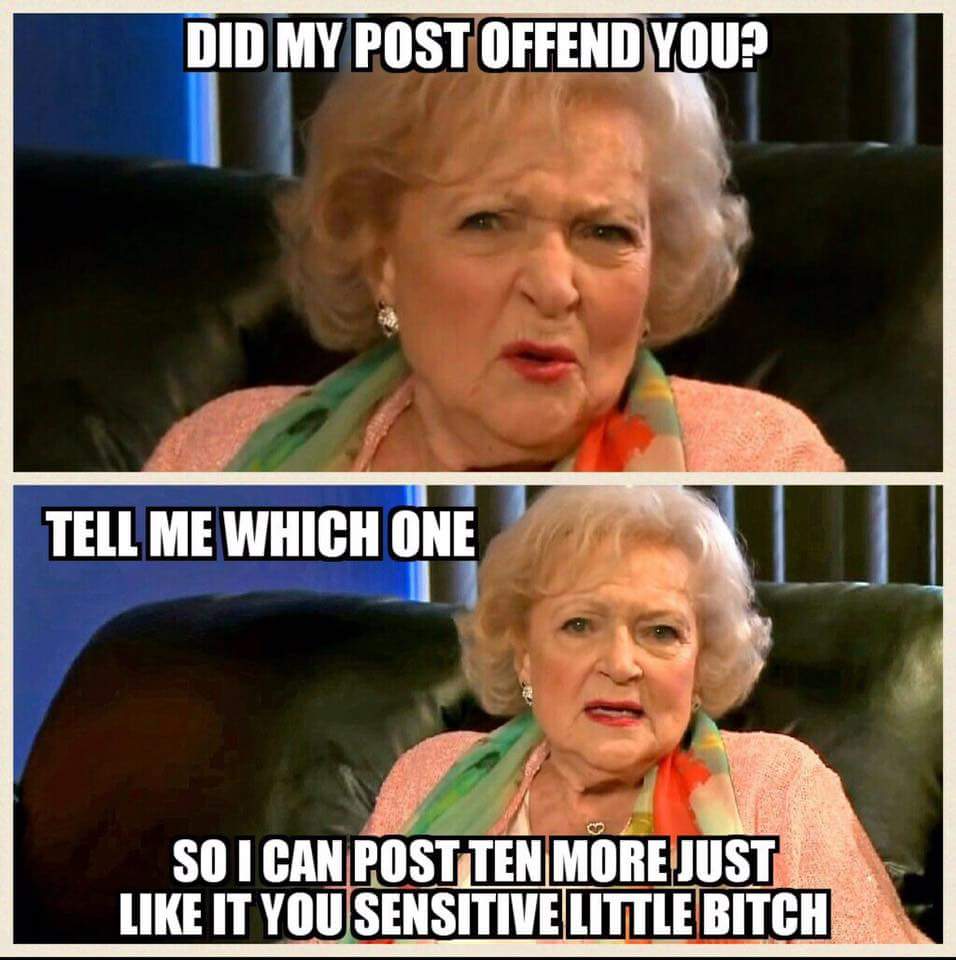 DID MY POST OFFEND YOU?
TELL ME WHICH ONE
SO I CAN POST TEN MORE JUST
LIKE IT YOU SENSITIVE LITTLE BITCH